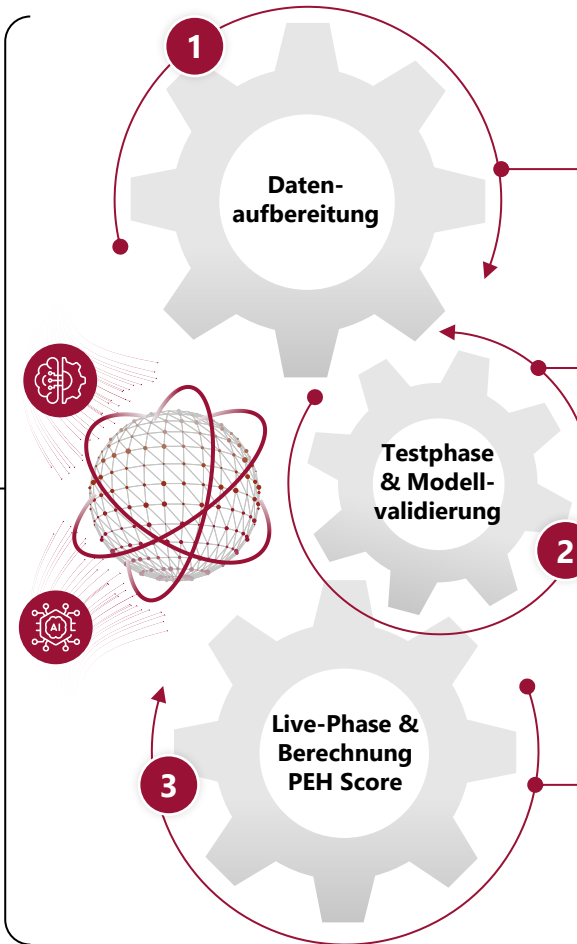 1
Daten-
aufbereitung
Testphase
& Modell-
validierung
2
AI
Live-Phase &
Berechnung
PEH Score
3